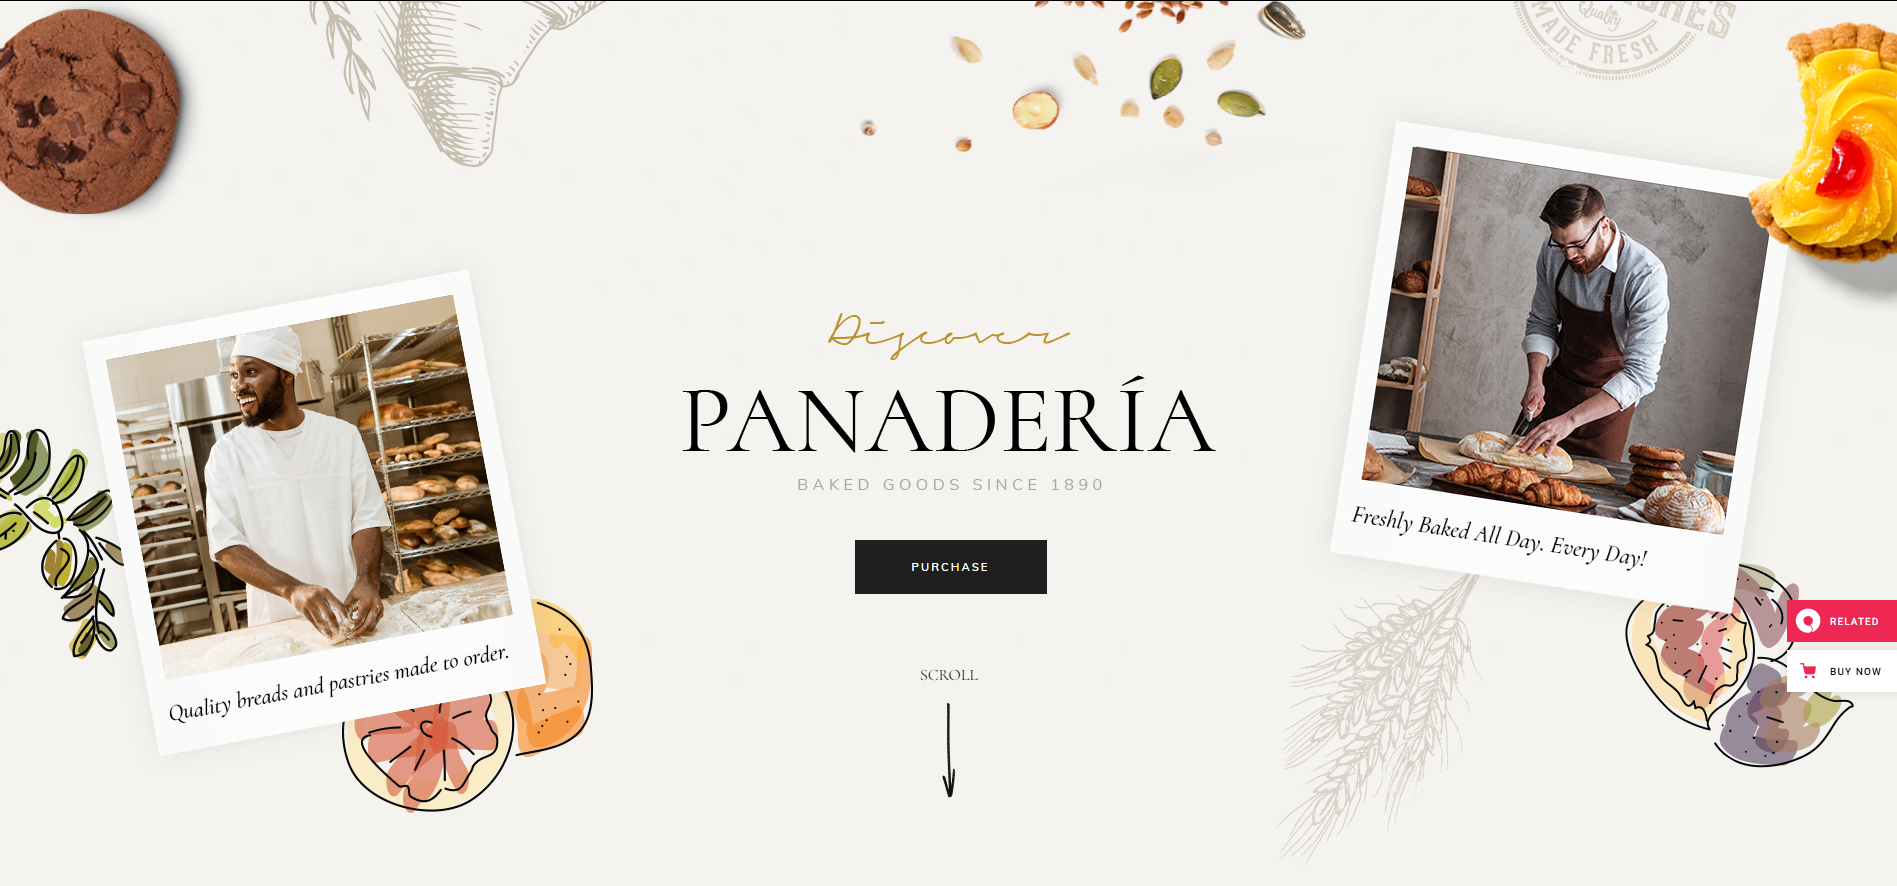 Quality
MADE FRESH
Discover
PANADERÍA
BAKED GOODS SINCE 1890
PURCHASE
SCROLL
Quality breads and pastries made to order.
Freshly Baked All Day. Every Day!
RELATED
BUY NOW